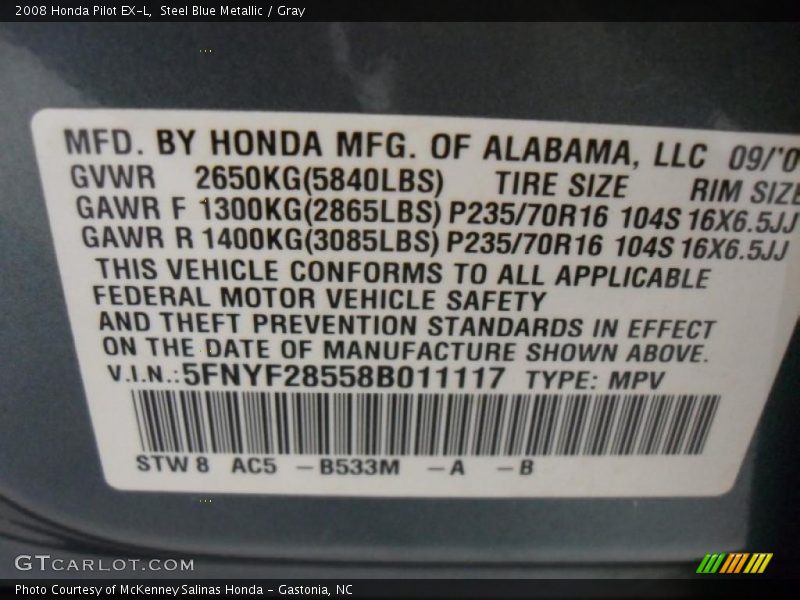 2008 Honda Pilot EX-L, Steel Blue Metallic / Gray
MFD. BY HONDA MFG. OF ALABAMA, LLC 09/'0
GVWR 2650KG(5840LBS) TIRE SIZE RIM SIZE
GAWR F 1300KG(2865LBS) P235/70R16 104S 16X6.5JJ
GAWR R 1400KG(3085LBS) P235/70R16 104S 16X6.5JJ
THIS VEHICLE CONFORMS TO ALL APPLICABLE
FEDERAL MOTOR VEHICLE SAFETY
AND THEFT PREVENTION STANDARDS IN EFFECT
ON THE DATE OF MANUFACTURE SHOWN ABOVE.
V.I.N.:5FNYF28558B011117 TYPE: MPV
STW 8 AC5 -B533M -A -B
GTCARLOT.COM
Photo Courtesy of McKenney Salinas Honda - Gastonia, NC